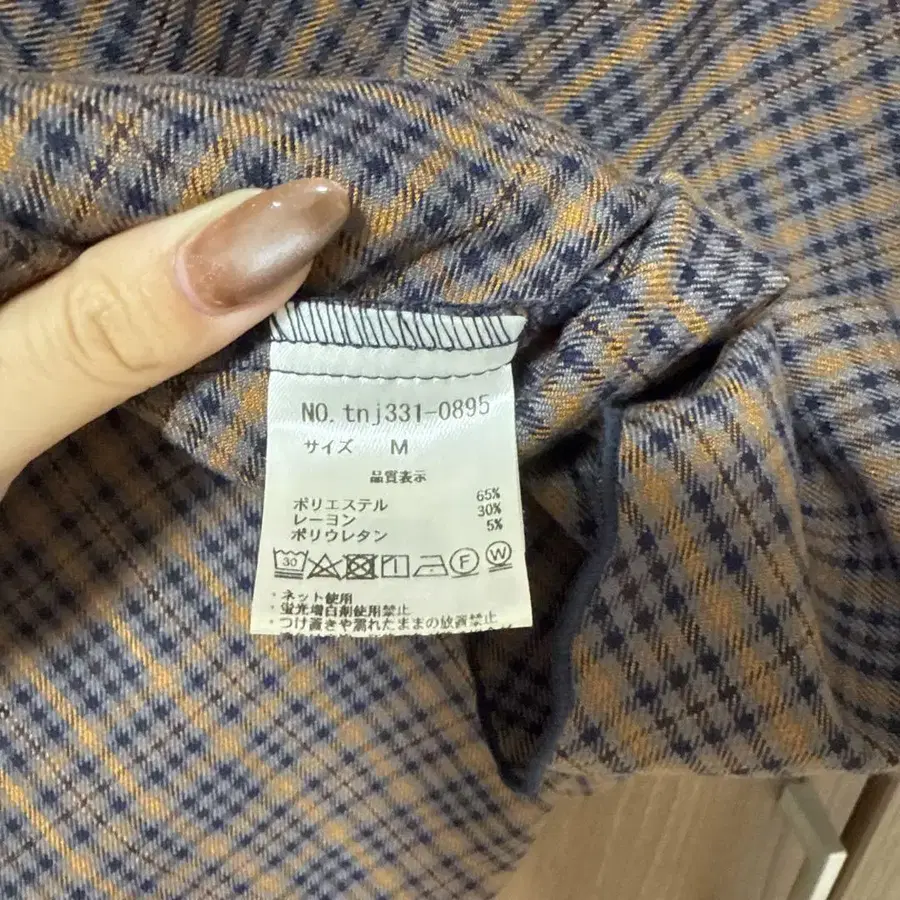 NO.tnj331-0895
サイズ M
品質表示
ポリエステル 65%
レーヨン 30%
ポリウレタン 5%
30 F W
・ネット使用
・蛍光増白剤使用禁止
・つけ置きや濡れたままの放置禁止